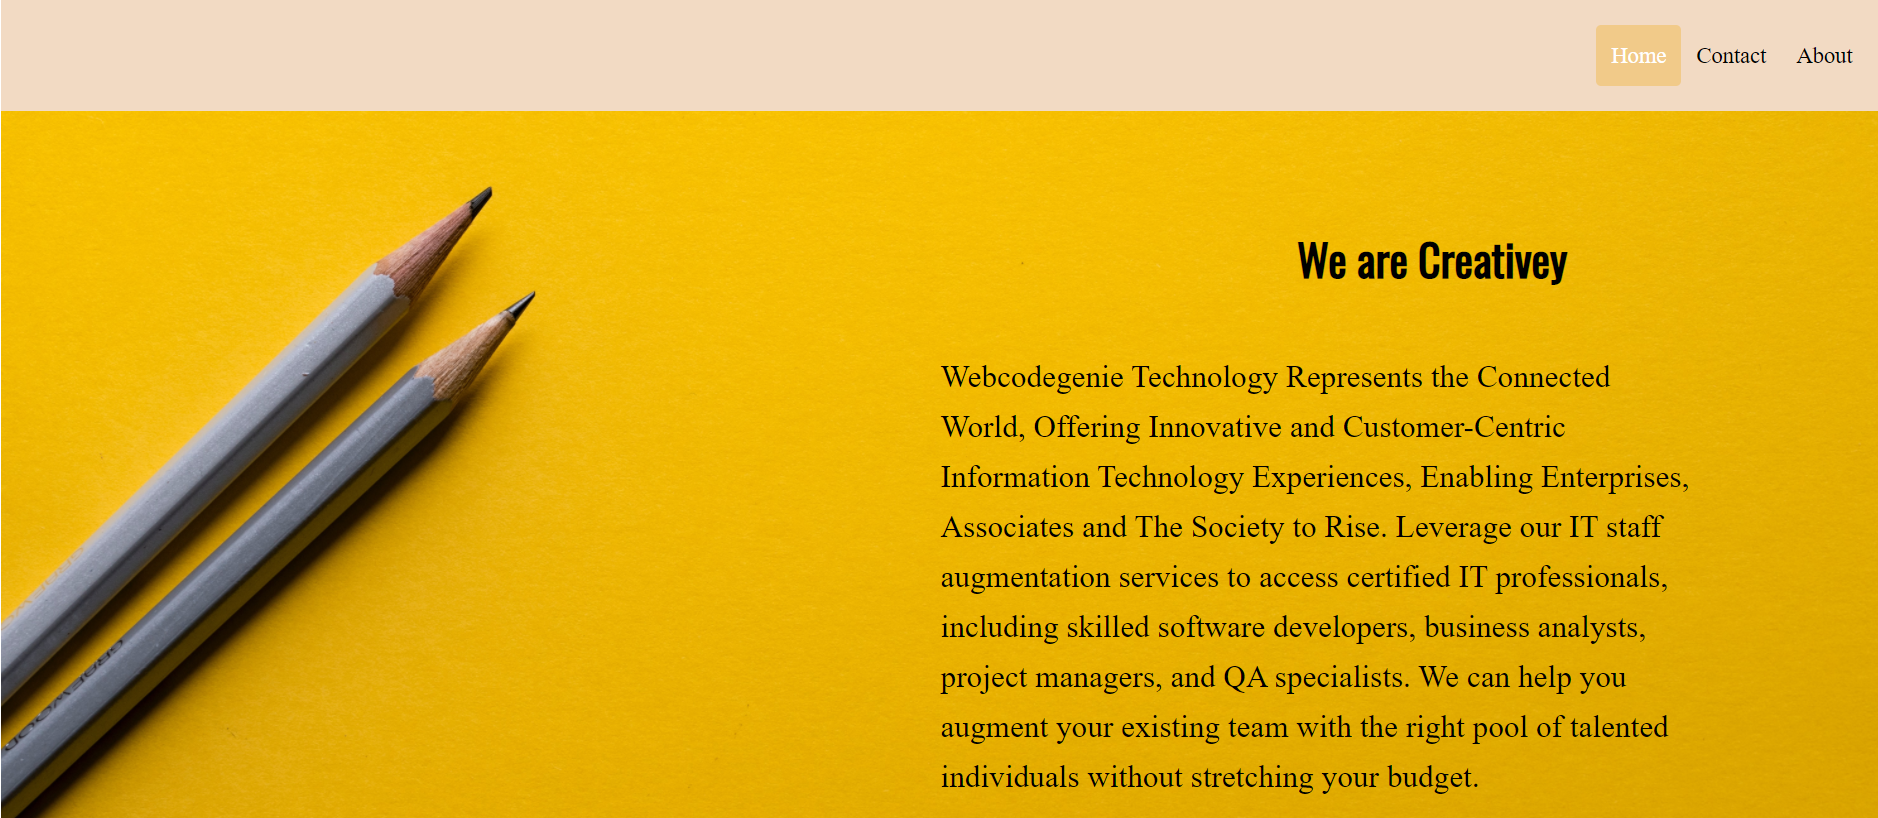 Home Contact About
We are Creativey
Webcodegenie Technology Represents the Connected
World, Offering Innovative and Customer-Centric
Information Technology Experiences, Enabling Enterprises,
Associates and The Society to Rise. Leverage our IT staff
augmentation services to access certified IT professionals,
including skilled software developers, business analysts,
project managers, and QA specialists. We can help you
augment your existing team with the right pool of talented
individuals without stretching your budget.